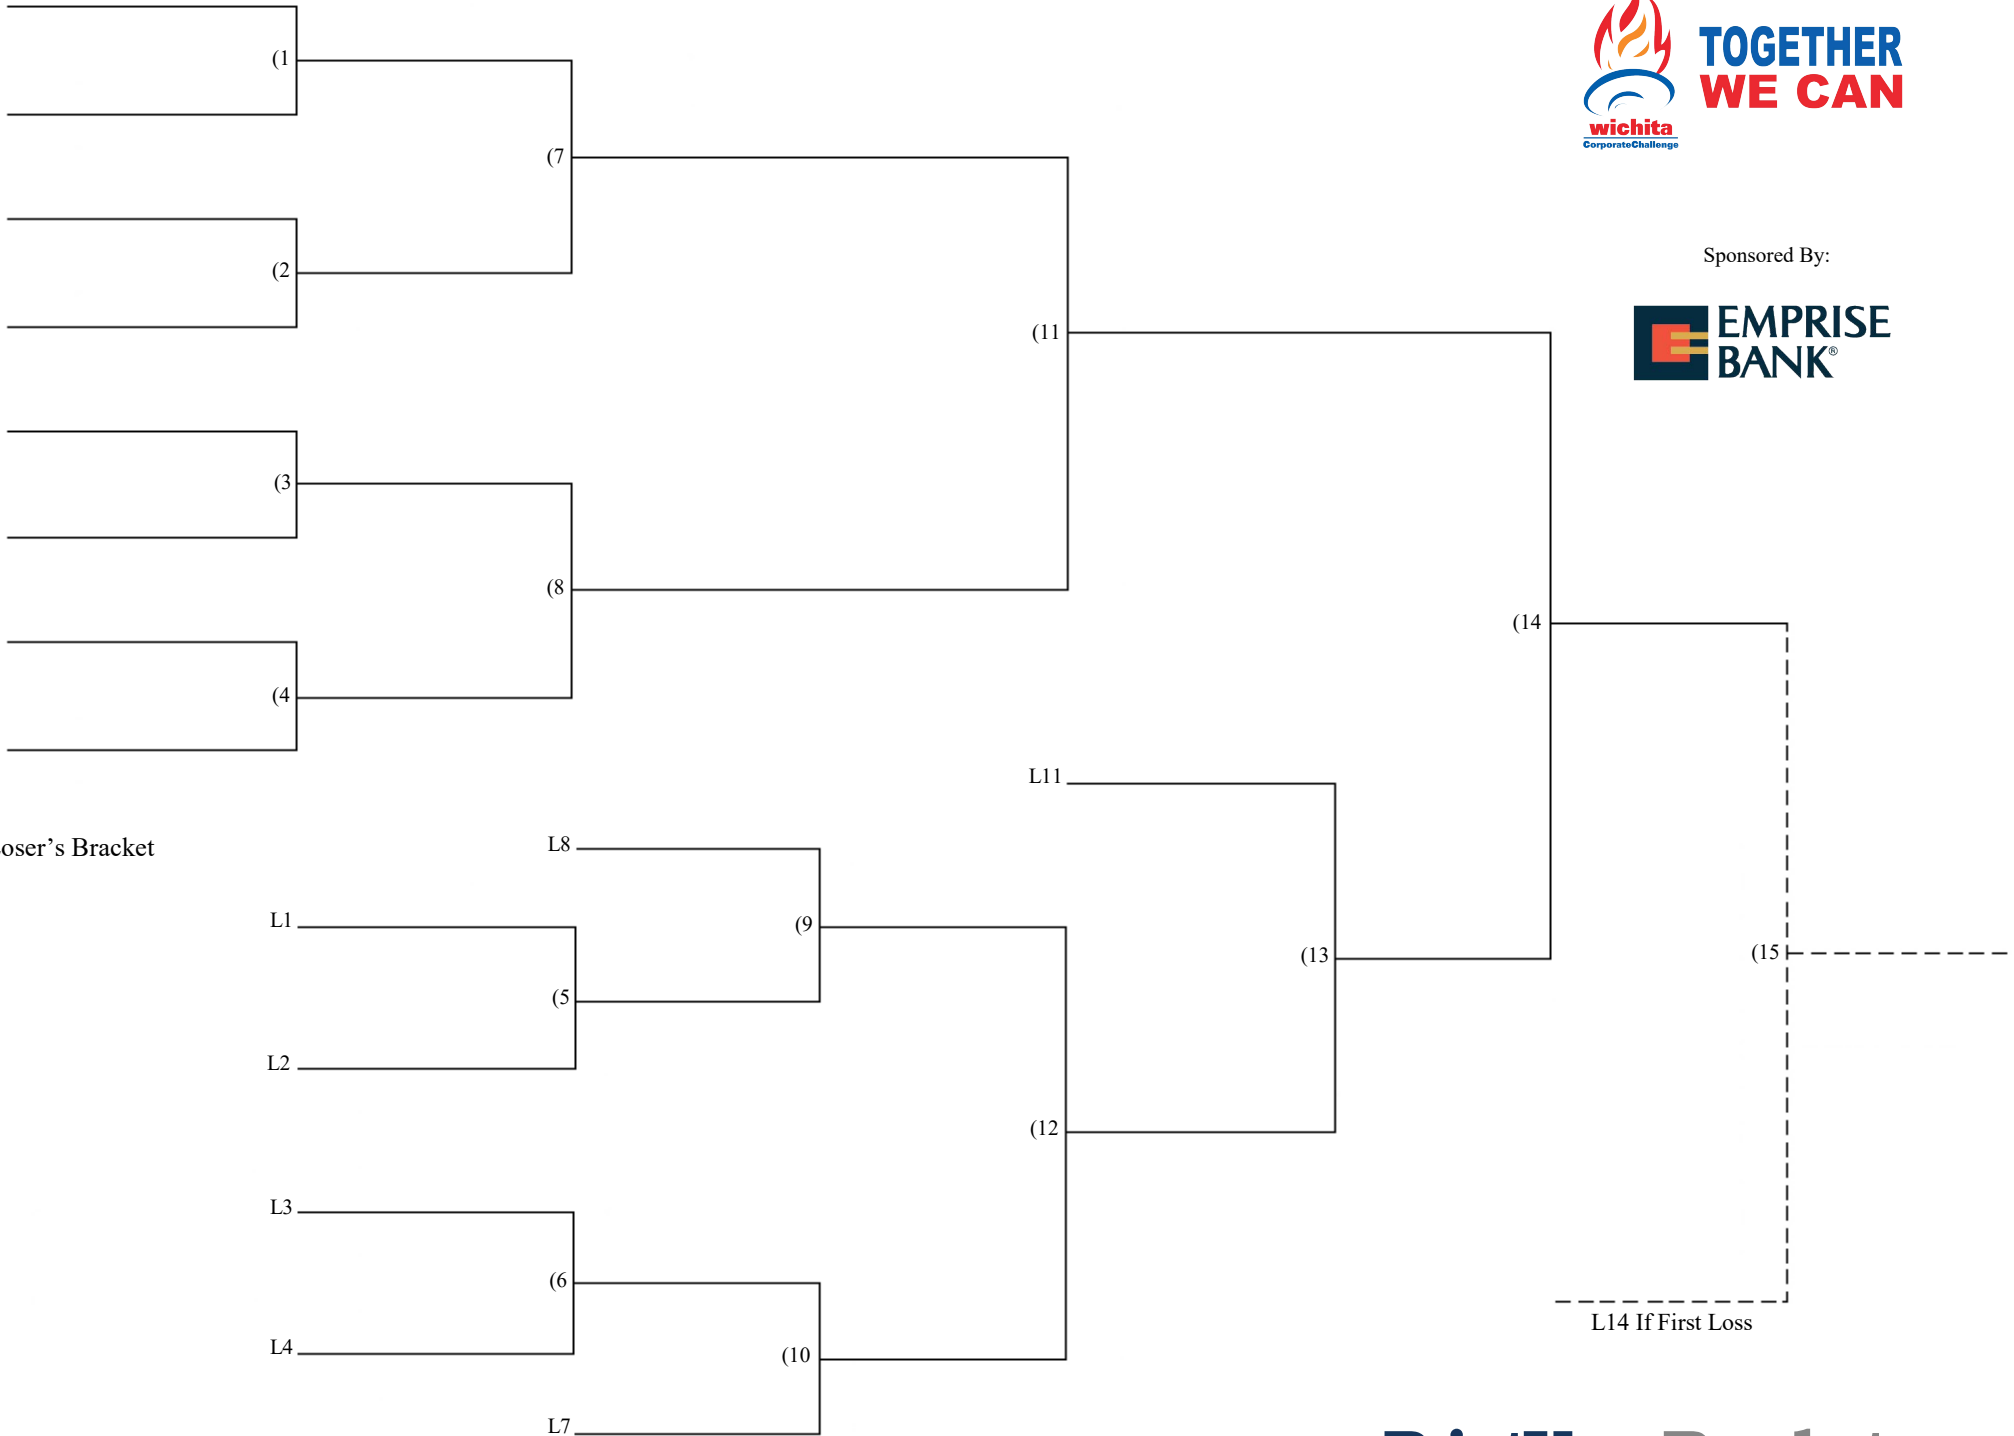 TOGETHER
WE CAN
wichita
CorporateChallenge
Sponsored By:
EMPRISE
BANK®
(1
(7
(2
(11
(3
(8
(14
(4
L11
oser’s Bracket
L8
L1
(9
(13
(15
(5
L2
(12
L3
(6
L14 If First Loss
L4
(10
L7